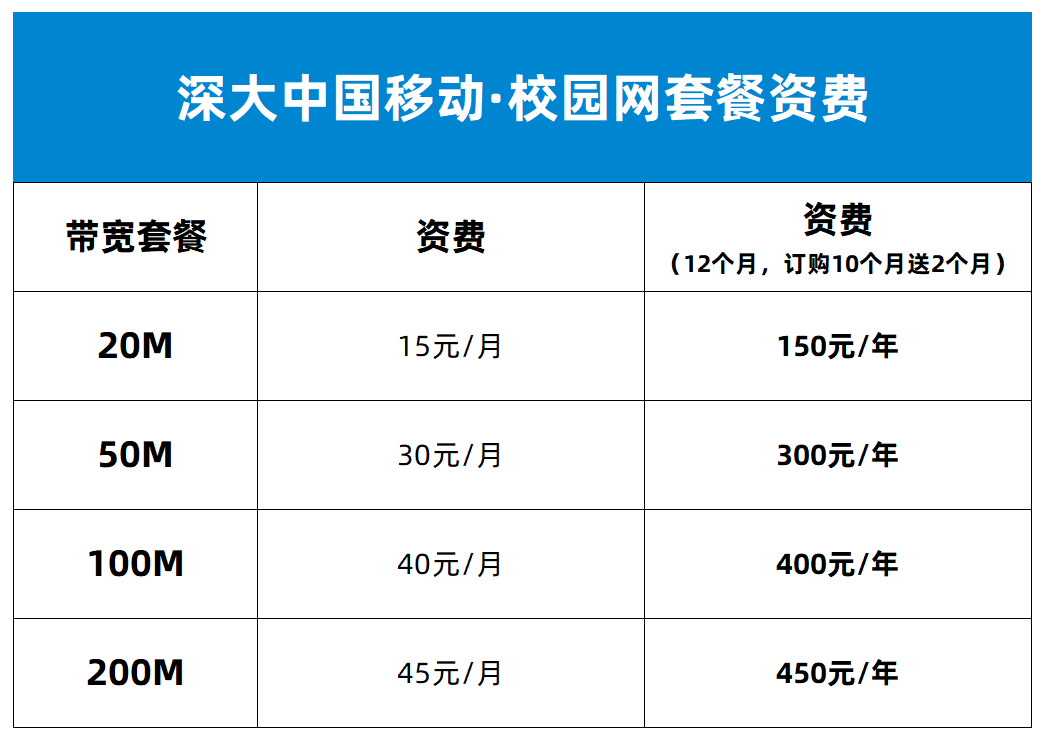 深大中国移动·校园网套餐资费
带宽套餐
资费
资费
（12个月，订购10个月送2个月）
20M
15元/月
150元/年
50M
30元/月
300元/年
100M
40元/月
400元/年
200M
45元/月
450元/年